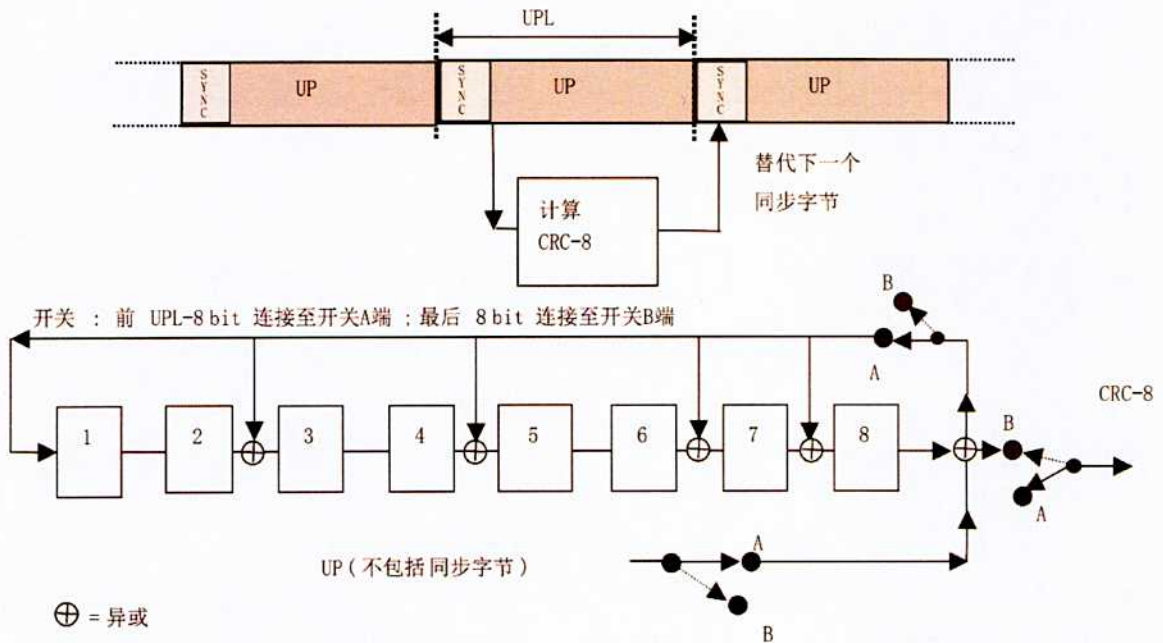 UPL
SYNC UP SYNC UP SYNC UP
计算
CRC-8
替代下一个
同步字节
开关 : 前 UPL-8 bit 连接至开关A端 ; 最后 8 bit 连接至开关B端
B
A
CRC-8
1 2 3 4 5 6 7 8
B
A
UP ( 不包括同步字节 )
A
B
= 异或